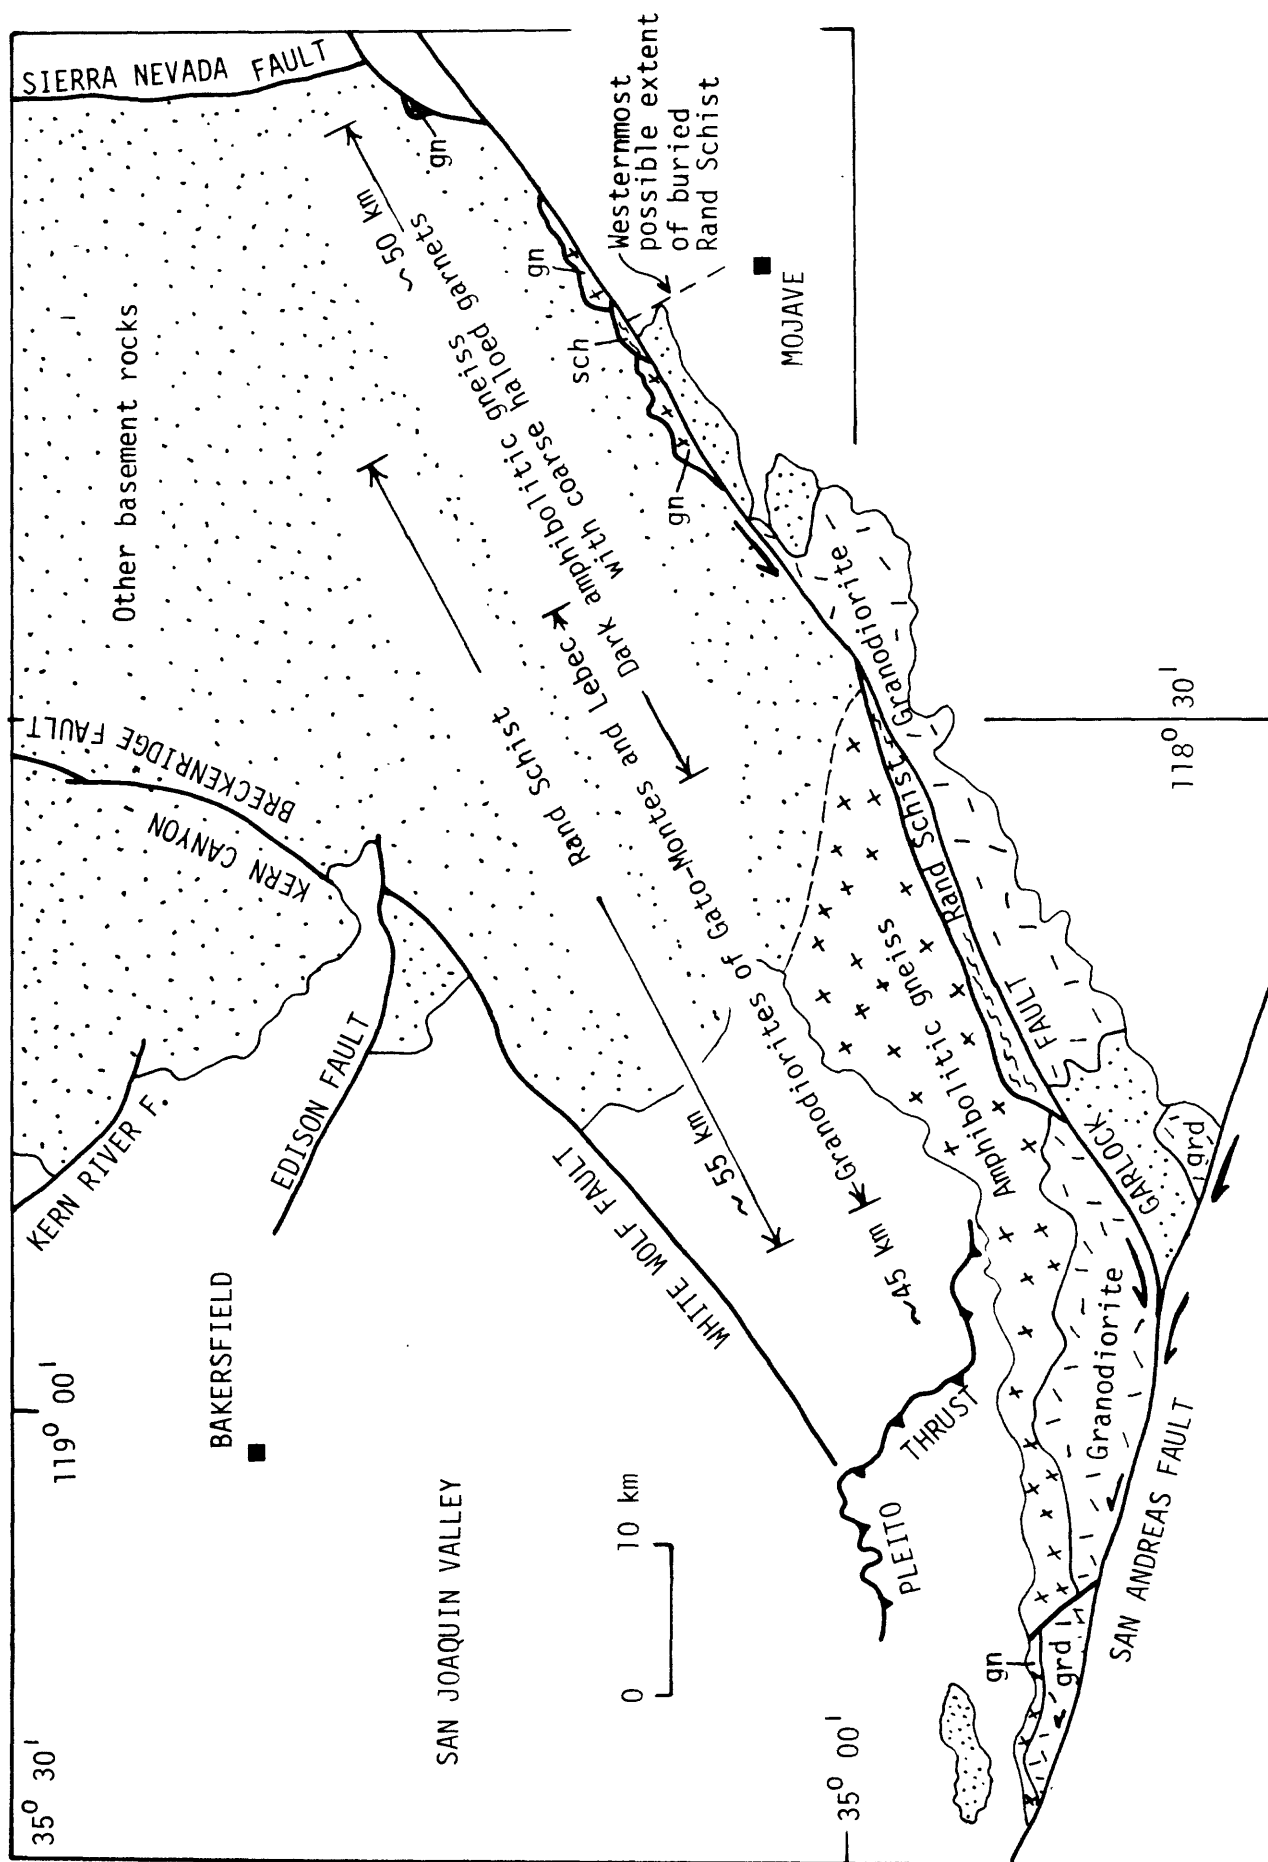 35° 30'
119° 00'
KERN RIVER F.
BAKERSFIELD
EDISON FAULT
KERN CANYON
BRECKENRIDGE FAULT
Other basement rocks
SIERRA NEVADA FAULT
gn
SAN JOAQUIN VALLEY
WHITE WOLF FAULT
Rand Schist
~ 55 km
~ 50 km
Dark amphibolitic gneiss
with coarse haloed garnets
Granodiorites of Gato-Montes and Lebec
~45 km
gn
sch
gn
Westernmost
possible extent
of buried
Rand Schist
MOJAVE
0
10 km
PLEITO
THRUST
Amphibolitic gneiss
Rand Schist
Granodiorite
GARLOCK
FAULT
grd
Granodiorite
gn
grd
SAN ANDREAS FAULT
35° 00'
118° 30'